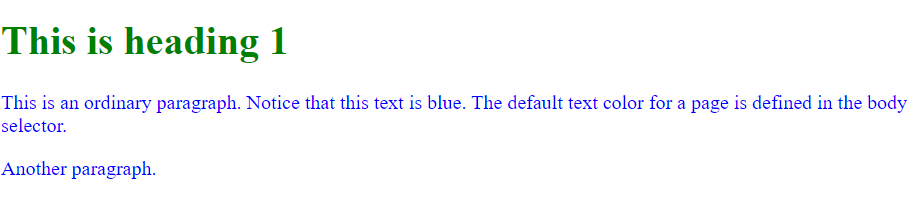 This is heading 1
This is an ordinary paragraph. Notice that this text is blue. The default text color for a page is defined in the body
selector.
Another paragraph.